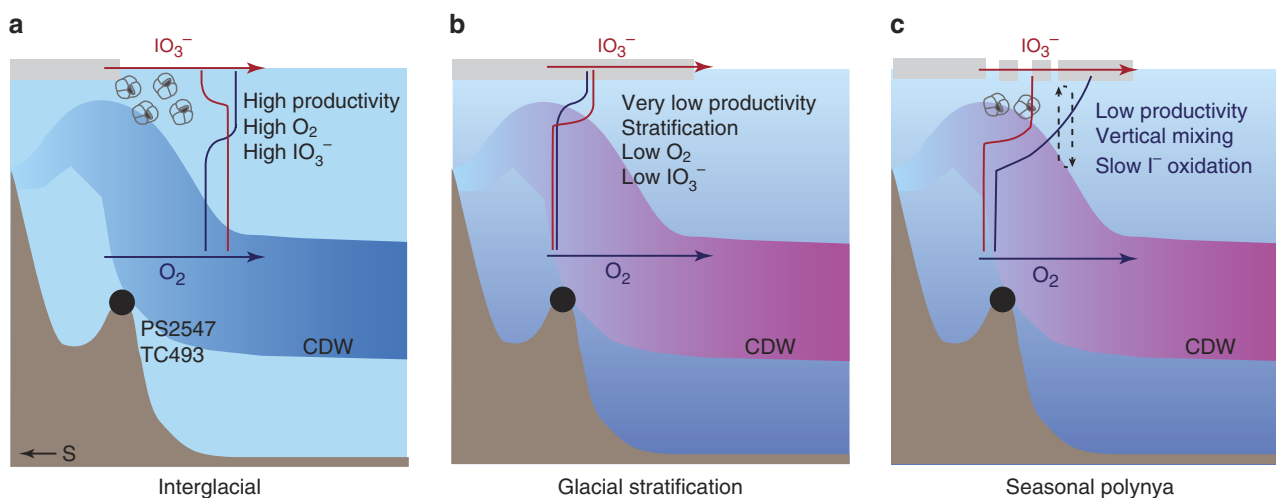 a
IO₃⁻
High productivity
High O₂
High IO₃⁻
O₂
PS2547
TC493
CDW
← S
Interglacial
b
IO₃⁻
Very low productivity
Stratification
Low O₂
Low IO₃⁻
O₂
CDW
Glacial stratification
c
IO₃⁻
Low productivity
Vertical mixing
Slow I⁻ oxidation
O₂
CDW
Seasonal polynya